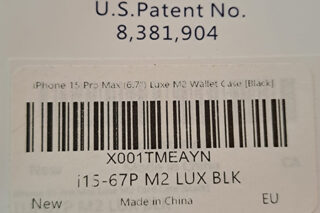 U.S.Patent No.
8,381,904
iPhone 15 Pro Max (6.7") Luxe M2 Wallet Case [Black]
X001TMEAYN
i15-67P M2 LUX BLK
New Made in China EU